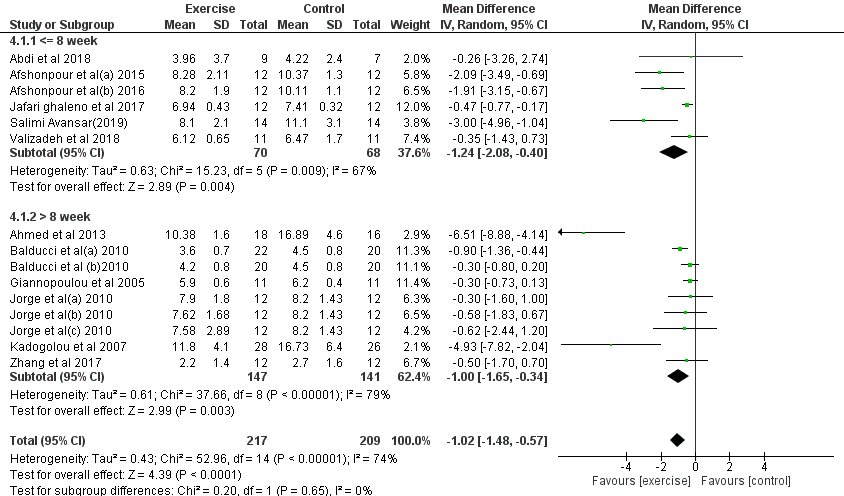 Exercise Control Mean Difference Mean Difference
Study or Subgroup Mean SD Total Mean SD Total Weight IV, Random, 95% CI IV, Random, 95% CI
4.1.1 <= 8 week
Abdi et al 2018 3.96 3.7 9 4.22 2.4 7 2.0% -0.26 [-3.26, 2.74]
Afshonpour et al(a) 2015 8.28 2.11 12 10.37 1.3 12 5.9% -2.09 [-3.49, -0.69]
Afshonpour et al(b) 2016 8.2 1.9 12 10.11 1.1 12 6.6% -1.91 [-3.15, -0.67]
Jafari ghaleno et al 2017 6.94 0.43 12 7.41 0.32 12 12.0% -0.47 [-0.77, -0.17]
Salimi Avansar(2019) 8.1 2.1 14 11.1 3.1 14 3.8% -3.00 [-4.96, -1.04]
Valizadeh et al 2018 6.12 0.65 11 6.47 1.7 11 7.4% -0.35 [-1.43, 0.73]
Subtotal (95% CI) 70 68 37.6% -1.24 [-2.08, -0.40]
Heterogeneity: Tau² = 0.63; Chi² = 15.23, df = 5 (P = 0.009); I² = 67%
Test for overall effect: Z = 2.89 (P = 0.004)
4.1.2 > 8 week
Ahmed et al 2013 10.38 1.6 18 16.89 4.6 16 2.9% -6.51 [-8.88, -4.14]
Balducci et al(a) 2010 3.6 0.7 22 4.5 0.8 20 11.3% -0.90 [-1.36, -0.44]
Balducci et al (b)2010 4.2 0.8 20 4.5 0.8 20 11.1% -0.30 [-0.80, 0.20]
Giannopoulou et al 2005 5.9 0.6 11 6.2 0.4 11 11.4% -0.30 [-0.73, 0.13]
Jorge et al(a) 2010 7.9 1.8 12 8.2 1.43 12 6.3% -0.30 [-1.60, 1.00]
Jorge et al(b) 2010 7.62 1.68 12 8.2 1.43 12 6.5% -0.58 [-1.83, 0.67]
Jorge et al(c) 2010 7.58 2.89 12 8.2 1.43 12 4.2% -0.62 [-2.44, 1.20]
Kadogolou et al 2007 11.8 4.1 28 16.73 6.4 26 2.1% -4.93 [-7.82, -2.04]
Zhang et al 2017 2.2 1.4 12 2.7 1.6 12 6.7% -0.50 [-1.70, 0.70]
Subtotal (95% CI) 147 141 62.4% -1.00 [-1.65, -0.34]
Heterogeneity: Tau² = 0.61; Chi² = 37.66, df = 8 (P < 0.00001); I² = 79%
Test for overall effect: Z = 2.99 (P = 0.003)
Total (95% CI) 217 209 100.0% -1.02 [-1.48, -0.57]
Heterogeneity: Tau² = 0.43; Chi² = 52.96, df = 14 (P < 0.00001); I² = 74%
Test for overall effect: Z = 4.39 (P < 0.0001)
Test for subgroup differences: Chi² = 0.20, df = 1 (P = 0.65), I² = 0%
-4 -2 0 2 4
Favours [exercise] Favours [control]